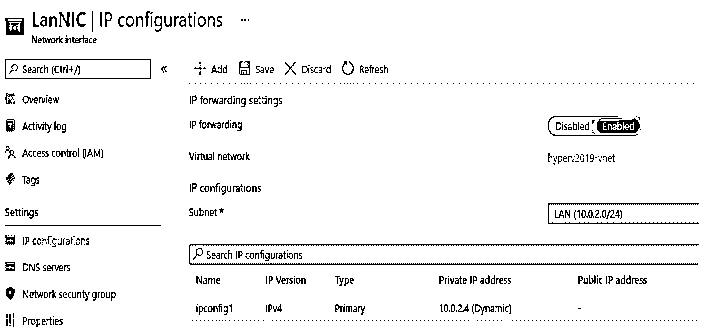 LanNIC | IP configurations ...
Network interface
Search (Ctrl+/) «
Add Save Discard Refresh
Overview
Activity log
Access control (IAM)
Tags
Settings
IP configurations
DNS servers
Network security group
Properties
IP forwarding settings
IP forwarding Disabled Enabled
Virtual network hyperv2019-vnet
IP configurations
Subnet * LAN (10.0.2.0/24)
Search IP configurations
Name IP Version Type Private IP address Public IP address
ipconfig1 IPv4 Primary 10.0.2.4 (Dynamic) -